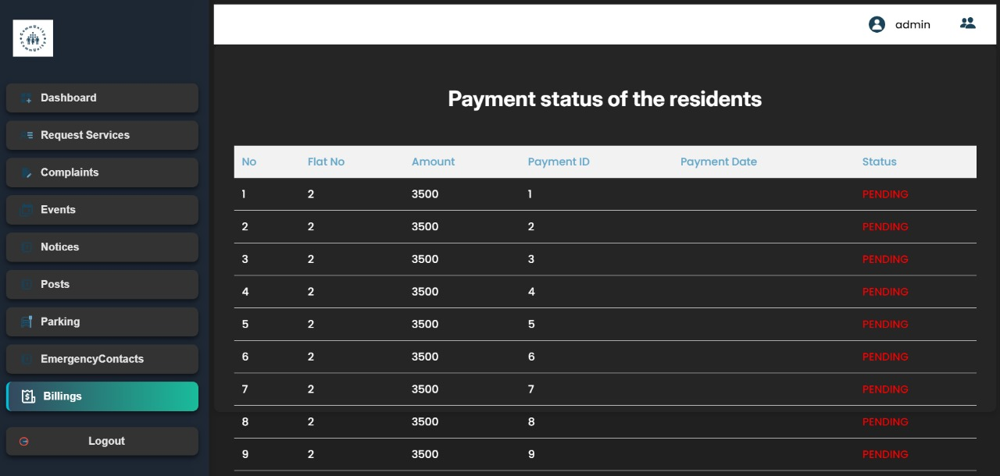 admin
Dashboard
Request Services
Complaints
Events
Notices
Posts
Parking
EmergencyContacts
Billings
Logout
Payment status of the residents
No Flat No Amount Payment ID Payment Date Status
1 2 3500 1 PENDING
2 2 3500 2 PENDING
3 2 3500 3 PENDING
4 2 3500 4 PENDING
5 2 3500 5 PENDING
6 2 3500 6 PENDING
7 2 3500 7 PENDING
8 2 3500 8 PENDING
9 2 3500 9 PENDING